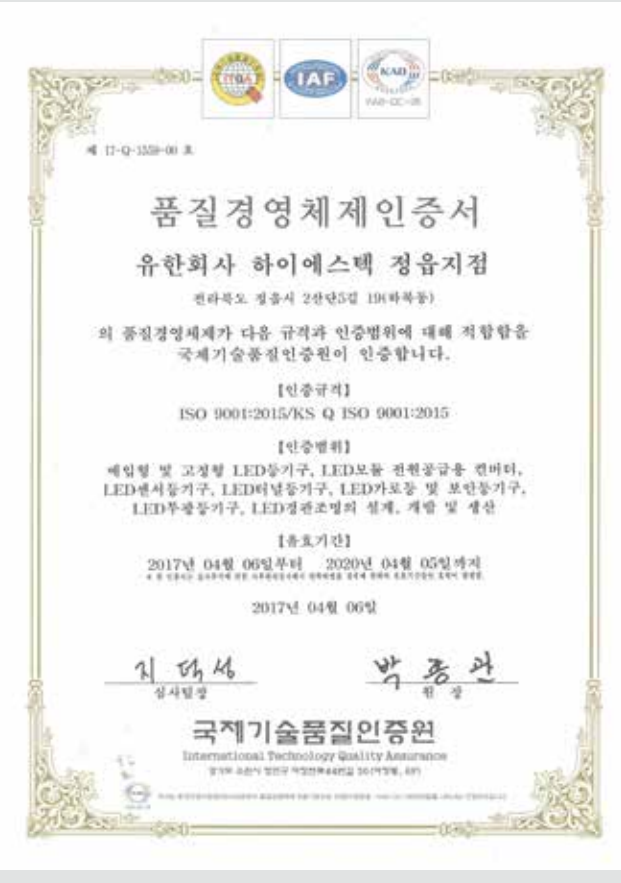 ITQA
IAF
KAB
KAB-QC-05
제 17-Q-1559-00 호
품질경영체제인증서
유한회사 하이에스텍 정읍지점
전라북도 정읍시 2산단5길 19(하북동)
의 품질경영체제가 다음 규격과 인증범위에 대해 적합함을
국제기술품질인증원이 인증합니다.
[인증규격]
ISO 9001:2015/KS Q ISO 9001:2015
[인증범위]
매입형 및 고정형 LED등기구, LED모듈 전원공급용 컨버터,
LED센서등기구, LED터널등기구, LED가로등 및 보안등기구,
LED투광등기구, LED경관조명의 설계, 개발 및 생산
[유효기간]
2017년 04월 06일부터 2020년 04월 05일까지
2017년 04월 06일
지덕성 박종관
심사팀장 원 장
국제기술품질인증원
International Technology Quality Assurance